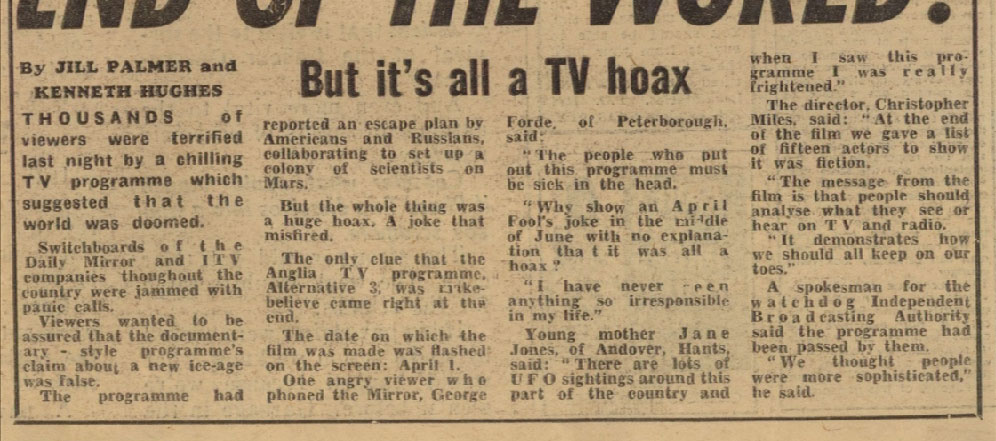 END OF THE WORLD!
But it's all a TV hoax
By JILL PALMER and
KENNETH HUGHES
THOUSANDS of
viewers were terrified
last night by a chilling
TV programme which
suggested that the
world was doomed.
Switchboards of the
Daily Mirror and ITV
companies thoughout the
country were jammed with
panic calls.
Viewers wanted to be
assured that the document-
ary - style programme's
claim about a new ice-age
was false.
The programme had
reported an escape plan by
Americans and Russians,
collaborating to set up a
colony of scientists on
Mars.
But the whole thing was
a huge hoax. A joke that
misfired.
The only clue that the
Anglia TV programme,
Alternative 3, was make-
believe came right at the
end.
The date on which the
film was made was flashed
on the screen: April 1.
One angry viewer who
phoned the Mirror, George
Forde, of Peterborough,
said:
"The people who put
out this programme must
be sick in the head.
"Why show an April
Fool's joke in the middle
of June with no explana-
tion that it was all a
hoax?
"I have never seen
anything so irresponsible
in my life."
Young mother Jane
Jones, of Andover, Hants,
said: "There are lots of
UFO sightings around this
part of the country and
when I saw this pro-
gramme I was really
frightened."
The director, Christopher
Miles, said: "At the end
of the film we gave a list
of fifteen actors to show
it was fiction.
"The message from the
film is that people should
analyse what they see or
hear on TV and radio.
"It demonstrates how
we should all keep on our
toes."
A spokesman for the
watchdog Independent
Broadcasting Authority
said the programme had
been passed by them.
"We thought people
were more sophisticated,"
he said.